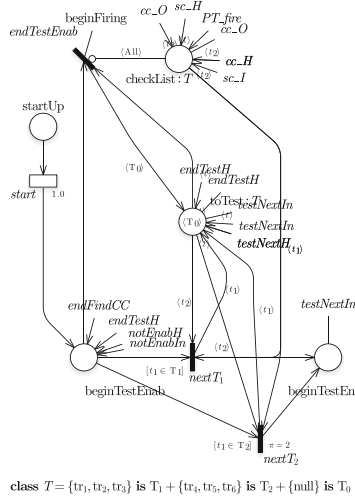 beginFiring
endTestEnab
cc_O
sc_H
PT_fire
cc_O
⟨All⟩
⟨t₂⟩
cc_H
⟨t₂⟩
sc_I
checkList : T
startUp
start
1.0
⟨T₀⟩
endTestH
endTestH
toTest : T
testNextIn
⟨T₀⟩
⟨t⟩
testNextIn
testNextH
⟨t₁⟩
⟨t₁⟩
⟨t₂⟩
⟨t₁⟩
endFindCC
endTestH
notEnabH
notEnabIn
testNextIn
⟨t₂⟩
[t₁ ∈ T₁]
nextT₁
beginTestEnab
beginTestEn
[t₁ ∈ T₂]
π = 2
nextT₂
class T = {tr₁, tr₂, tr₃} is T₁ + {tr₄, tr₅, tr₆} is T₂ + {null} is T₀